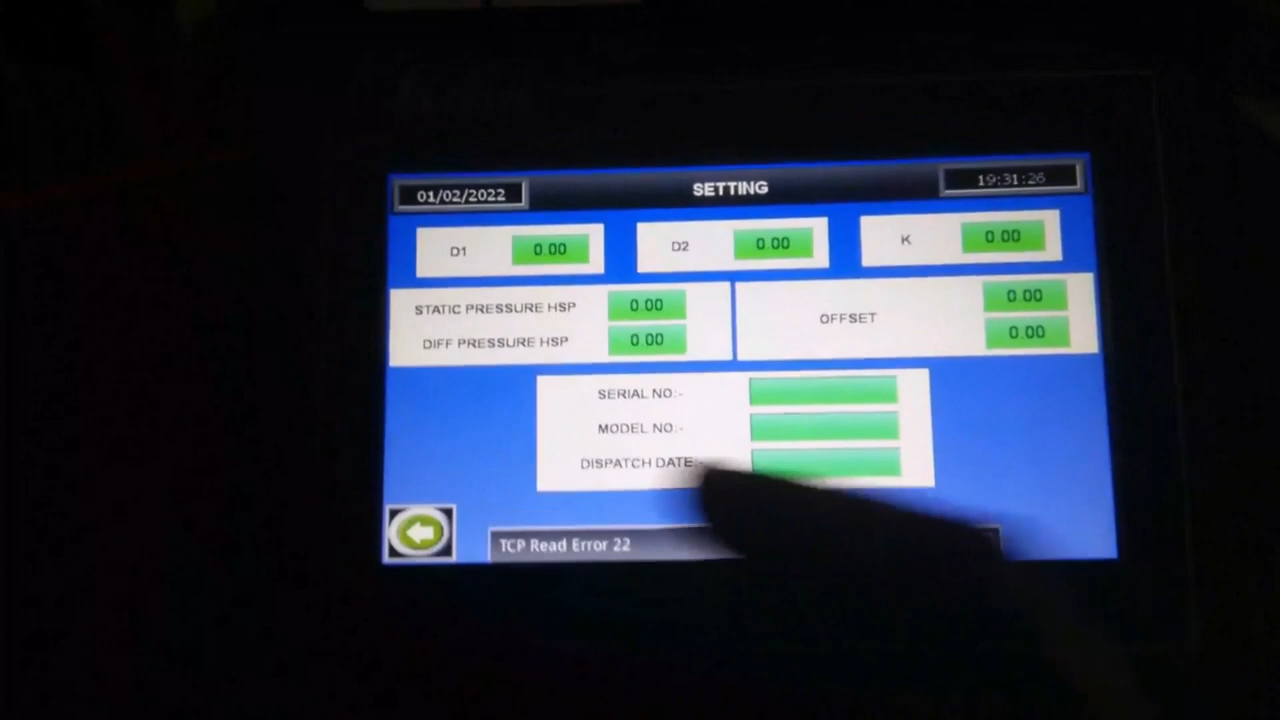 01/02/2022 SETTING 19:31:26
D1 0.00 D2 0.00 K 0.00
STATIC PRESSURE HSP 0.00
DIFF PRESSURE HSP 0.00
OFFSET 0.00
0.00
SERIAL NO:-
MODEL NO:-
DISPATCH DATE:-
TCP Read Error 22